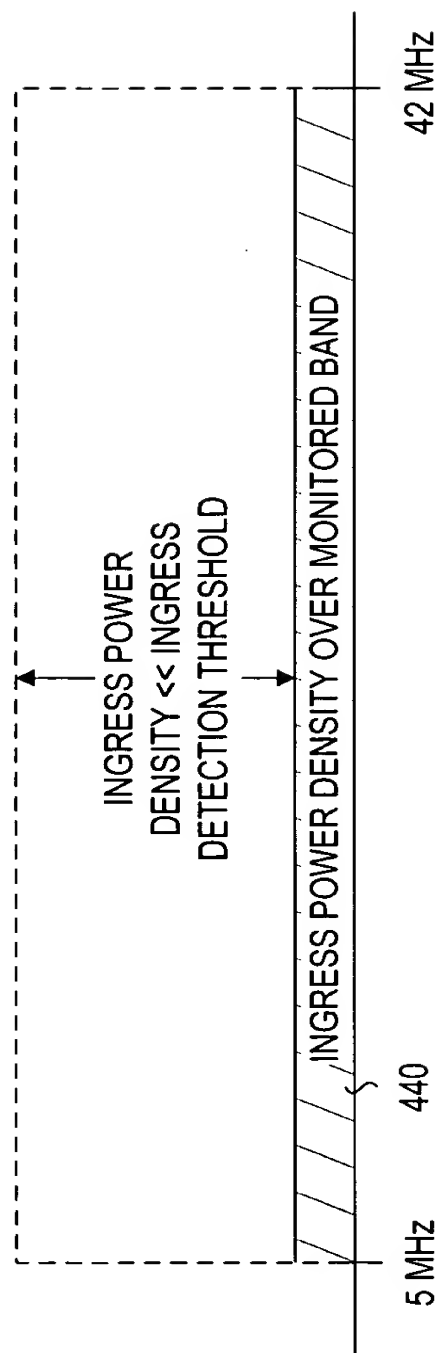 INGRESS POWER
DENSITY << INGRESS
DETECTION THRESHOLD
INGRESS POWER DENSITY OVER MONITORED BAND
5 MHz
440
42 MHz